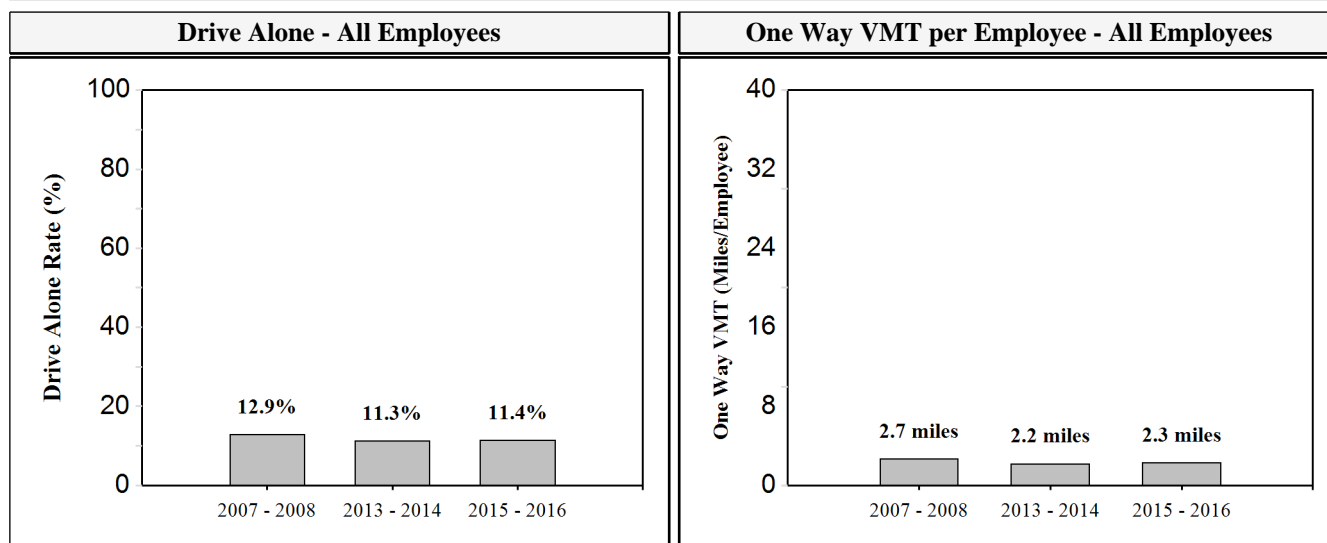 Drive Alone - All Employees
One Way VMT per Employee - All Employees
Drive Alone Rate (%)
100
80
60
40
20
0
12.9%
11.3%
11.4%
2007 - 2008
2013 - 2014
2015 - 2016
One Way VMT (Miles/Employee)
40
32
24
16
8
0
2.7 miles
2.2 miles
2.3 miles
2007 - 2008
2013 - 2014
2015 - 2016